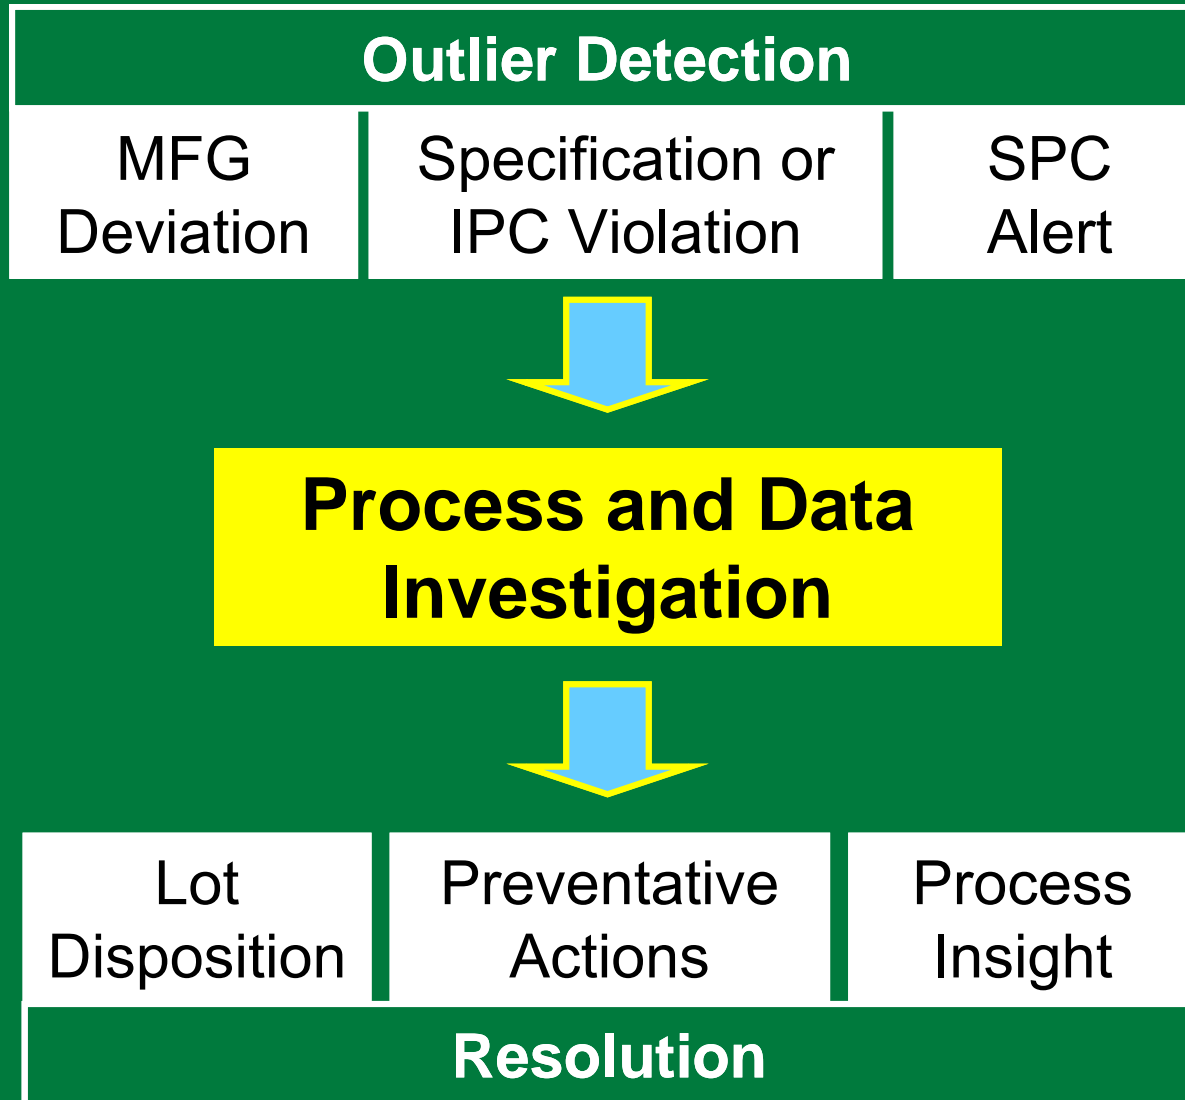 Outlier Detection
MFG
Deviation
Specification or
IPC Violation
SPC
Alert
Process and Data
Investigation
Lot
Disposition
Preventative
Actions
Process
Insight
Resolution